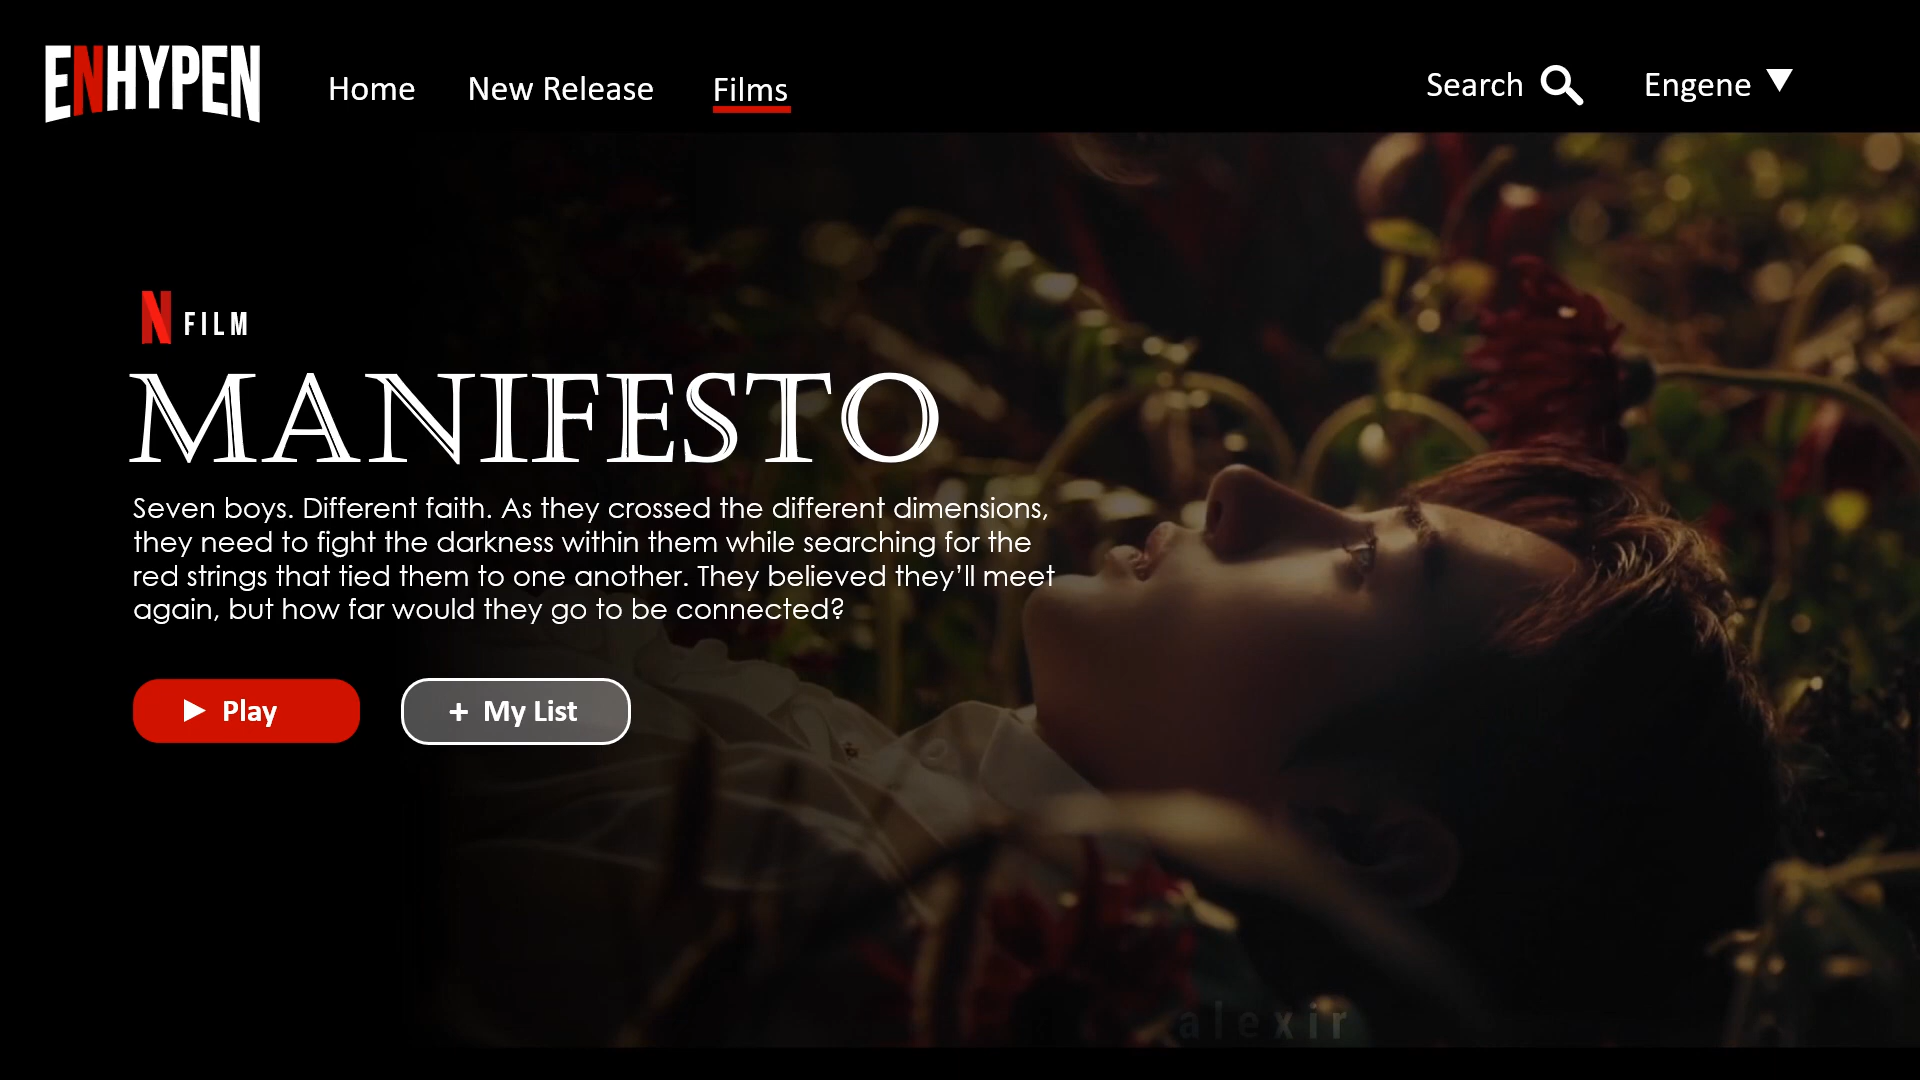 ENHYPEN
Home New Release Films
Search Engene
N FILM
MANIFESTO
Seven boys. Different faith. As they crossed the different dimensions,
they need to fight the darkness within them while searching for the
red strings that tied them to one another. They believed they’ll meet
again, but how far would they go to be connected?
Play + My List
alexir